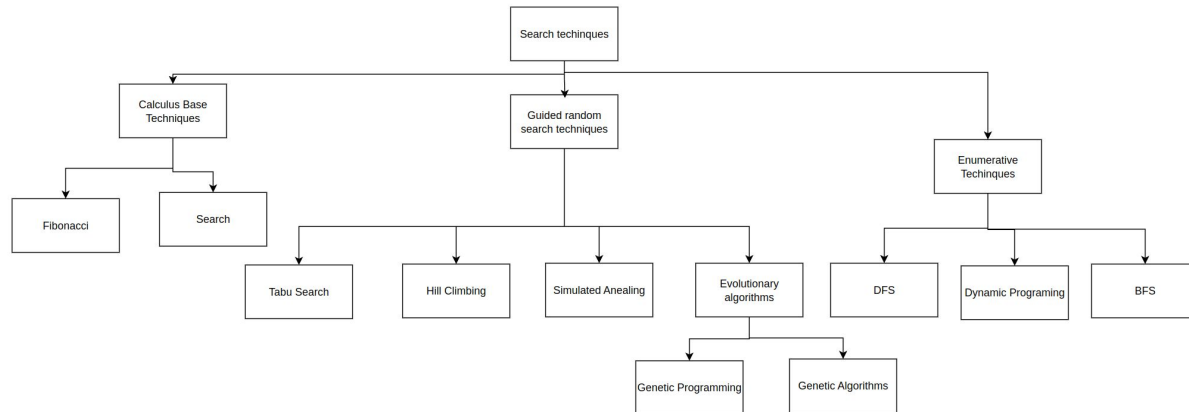 Search techinques
Calculus Base
Techniques
Guided random
search techniques
Enumerative
Techinques
Fibonacci
Search
Tabu Search
Hill Climbing
Simulated Anealing
Evolutionary
algorithms
DFS
Dynamic Programing
BFS
Genetic Programming
Genetic Algorithms